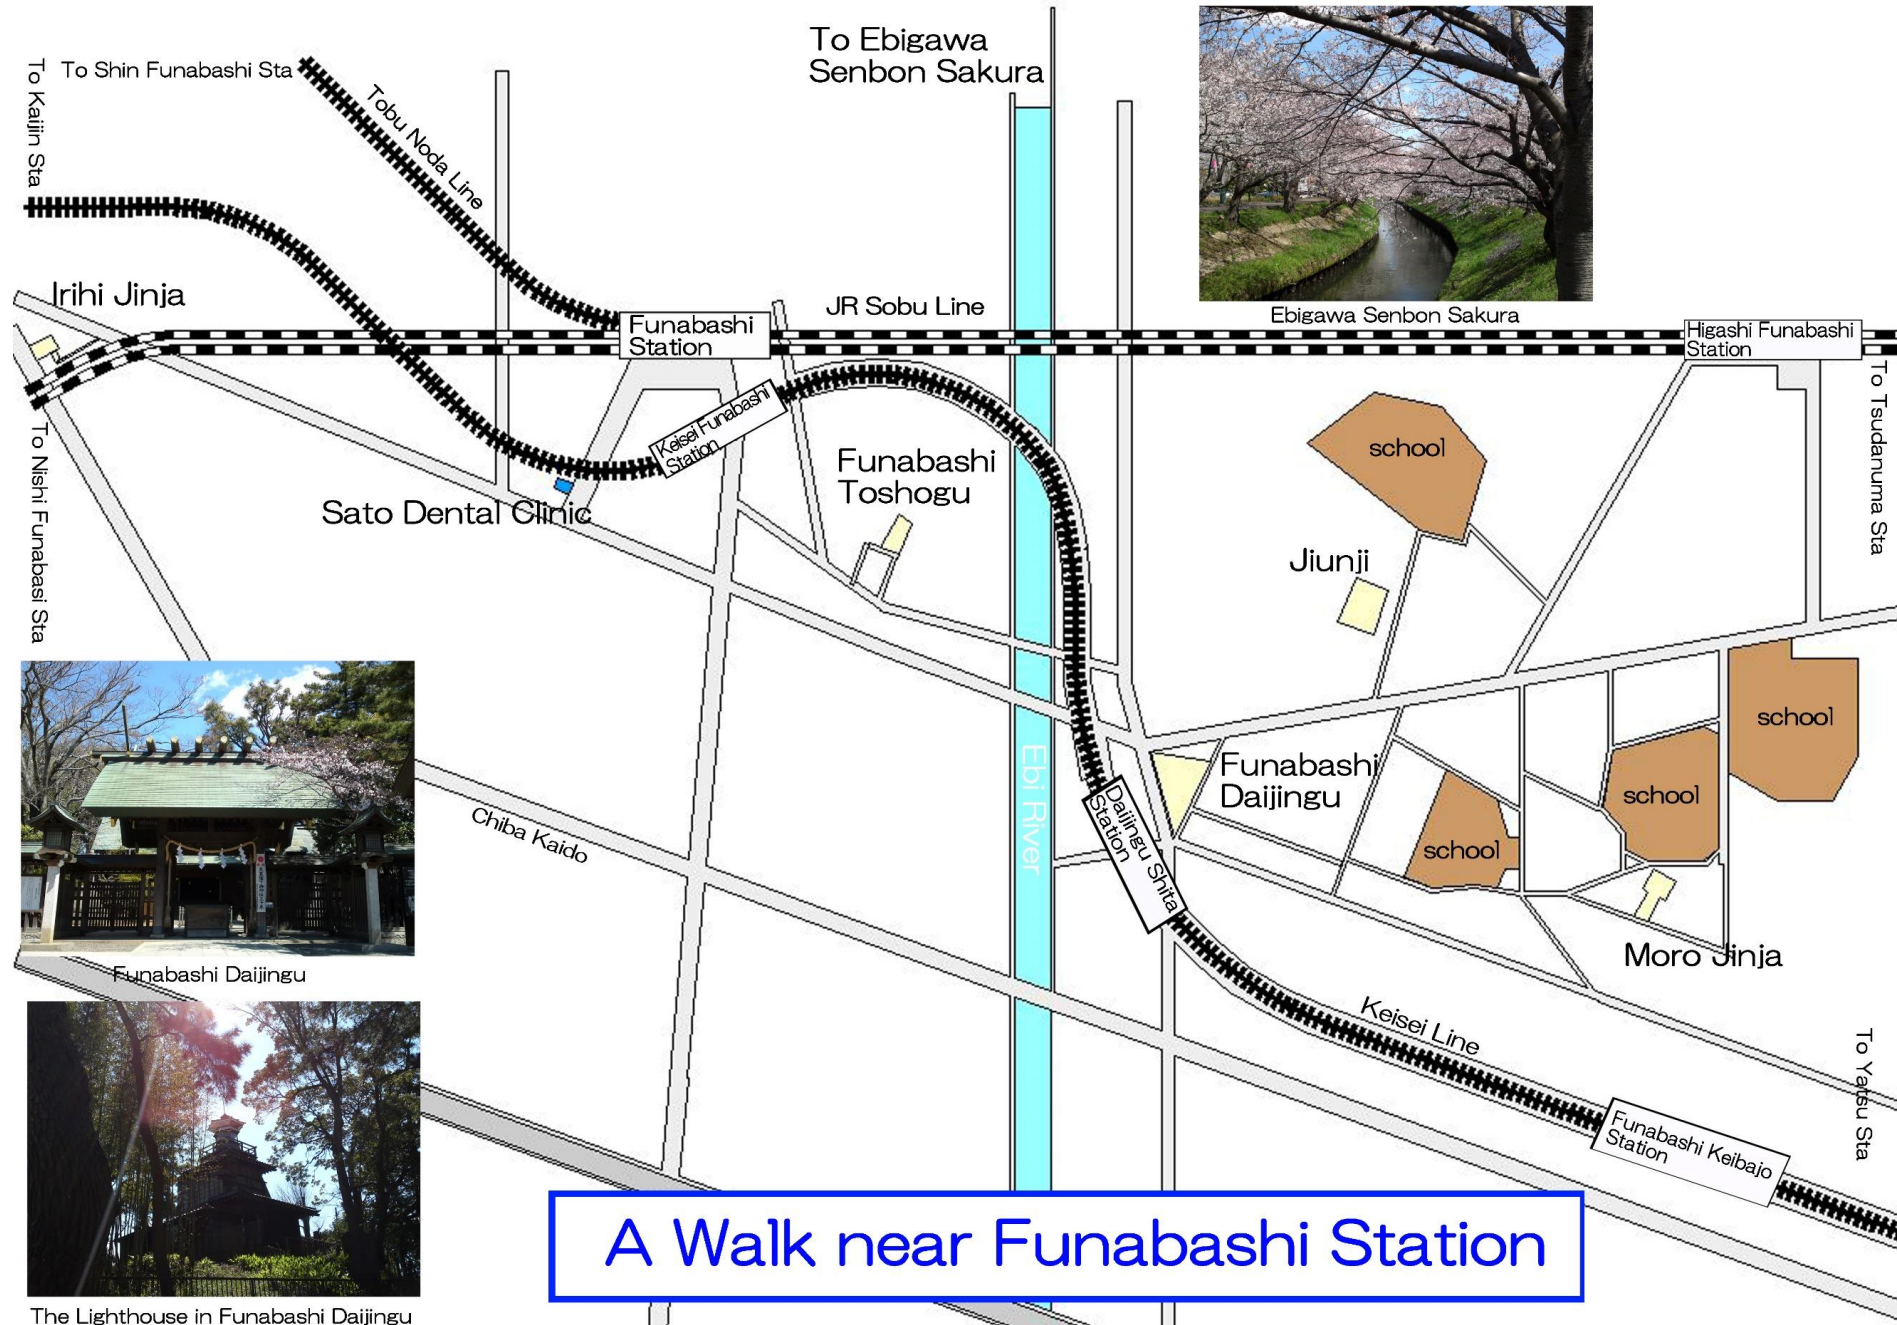 To Ebigawa
Senbon Sakura
To Kaijin Sta
To Shin Funabashi Sta
Tobu Noda Line
Irihi Jinja
Funabashi
Station
JR Sobu Line
Ebigawa Senbon Sakura
Higashi Funabashi
Station
To Tsudanuma Sta
To Nishi Funabasi Sta
Keisei Funabashi
Station
Sato Dental Clinic
Funabashi
Toshogu
school
Jiunji
Ebi River
Funabashi
Daijingu
school
school
school
Daijingu Shita
Station
Chiba Kaido
Moro Jinja
Funabashi Daijingu
Keisei Line
To Yatsu Sta
Funabashi Keibajo
Station
A Walk near Funabashi Station
The Lighthouse in Funabashi Daijingu